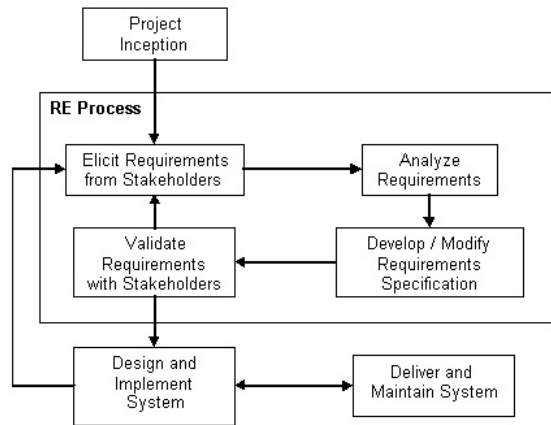 Project
Inception
RE Process
Elicit Requirements
from Stakeholders
Analyze
Requirements
Validate
Requirements
with Stakeholders
Develop / Modify
Requirements
Specification
Design and
Implement
System
Deliver and
Maintain System